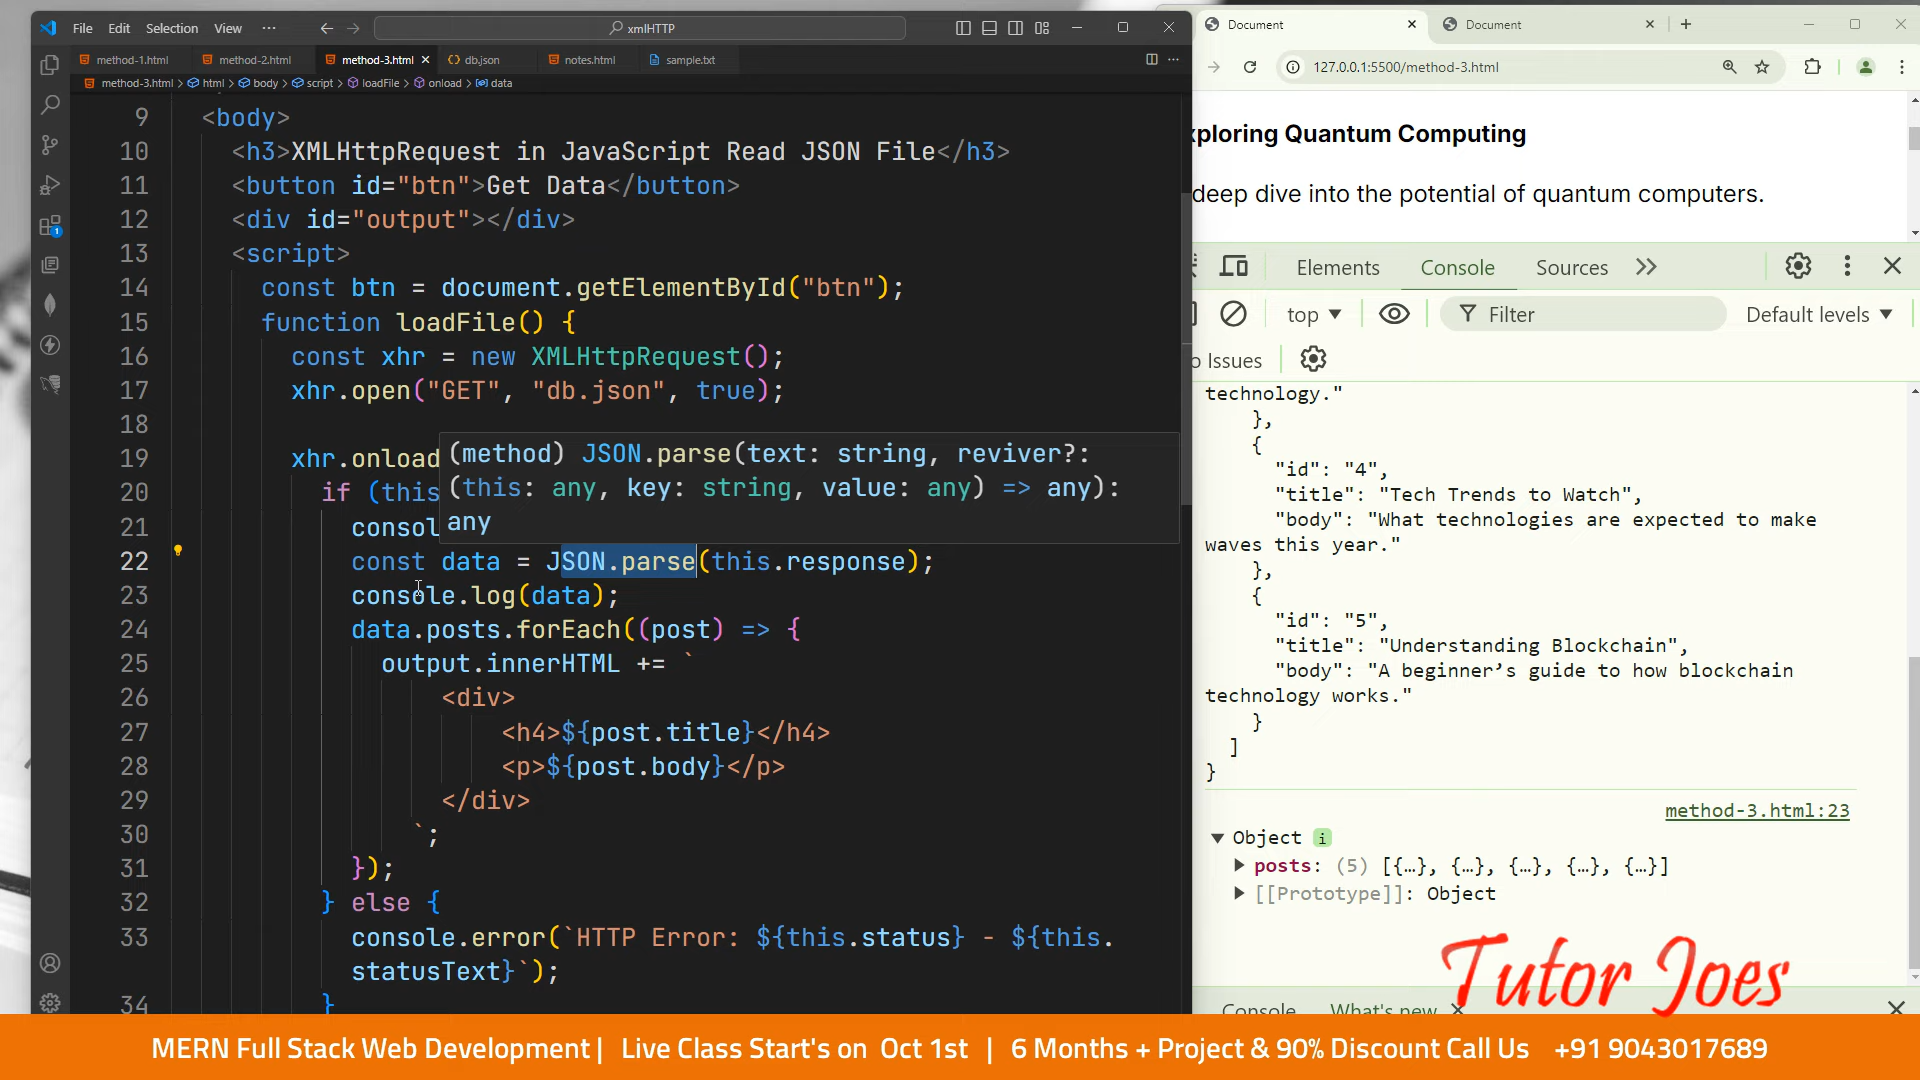 File Edit Selection View ··· xmlHTTP
method-1.html method-2.html method-3.html db.json notes.html sample.txt
method-3.html > html > body > script > loadFile > onload > data
9 <body>
10 <h3>XMLHttpRequest in JavaScript Read JSON File</h3>
11 <button id="btn">Get Data</button>
12 <div id="output"></div>
13 <script>
14 const btn = document.getElementById("btn");
15 function loadFile() {
16 const xhr = new XMLHttpRequest();
17 xhr.open("GET", "db.json", true);
18
19 xhr.onload
(method) JSON.parse(text: string, reviver?:
20 if (this
(this: any, key: string, value: any) => any):
21 consol
any
22 const data = JSON.parse(this.response);
23 console.log(data);
24 data.posts.forEach((post) => {
25 output.innerHTML += `
26 <div>
27 <h4>${post.title}</h4>
28 <p>${post.body}</p>
29 </div>
30 `;
31 });
32 } else {
33 console.error(`HTTP Error: ${this.status} - ${this.
statusText}`);
34 }
Document Document
127.0.0.1:5500/method-3.html
xploring Quantum Computing
deep dive into the potential of quantum computers.
Elements Console Sources
top Filter Default levels
o Issues
technology."
},
{
"id": "4",
"title": "Tech Trends to Watch",
"body": "What technologies are expected to make
waves this year."
},
{
"id": "5",
"title": "Understanding Blockchain",
"body": "A beginner’s guide to how blockchain
technology works."
}
]
}
method-3.html:23
Object i
posts: (5) [{…}, {…}, {…}, {…}, {…}]
[[Prototype]]: Object
Tutor Joes
Console What's new
MERN Full Stack Web Development | Live Class Start's on Oct 1st | 6 Months + Project & 90% Discount Call Us +91 9043017689